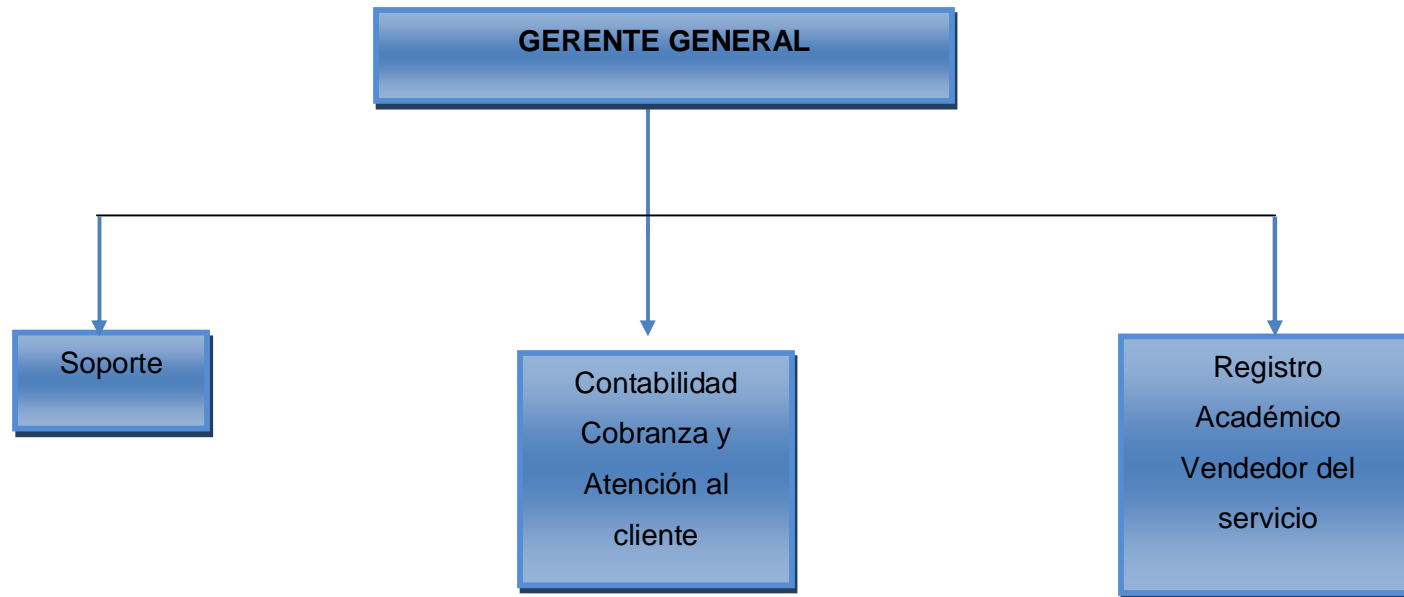 GERENTE GENERAL
Soporte
Contabilidad
Cobranza y
Atención al
cliente
Registro
Académico
Vendedor del
servicio